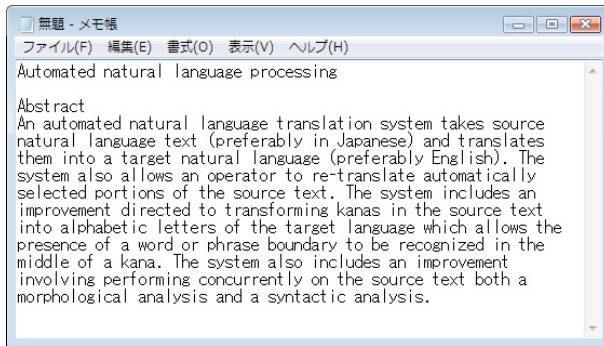 無題 - メモ帳
ファイル(F) 編集(E) 書式(O) 表示(V) ヘルプ(H)
Automated natural language processing
Abstract
An automated natural language translation system takes source
natural language text (preferably in Japanese) and translates
them into a target natural language (preferably English). The
system also allows an operator to re-translate automatically
selected portions of the source text. The system includes an
improvement directed to transforming kanas in the source text
into alphabetic letters of the target language which allows the
presence of a word or phrase boundary to be recognized in the
middle of a kana. The system also includes an improvement
involving performing concurrently on the source text both a
morphological analysis and a syntactic analysis.